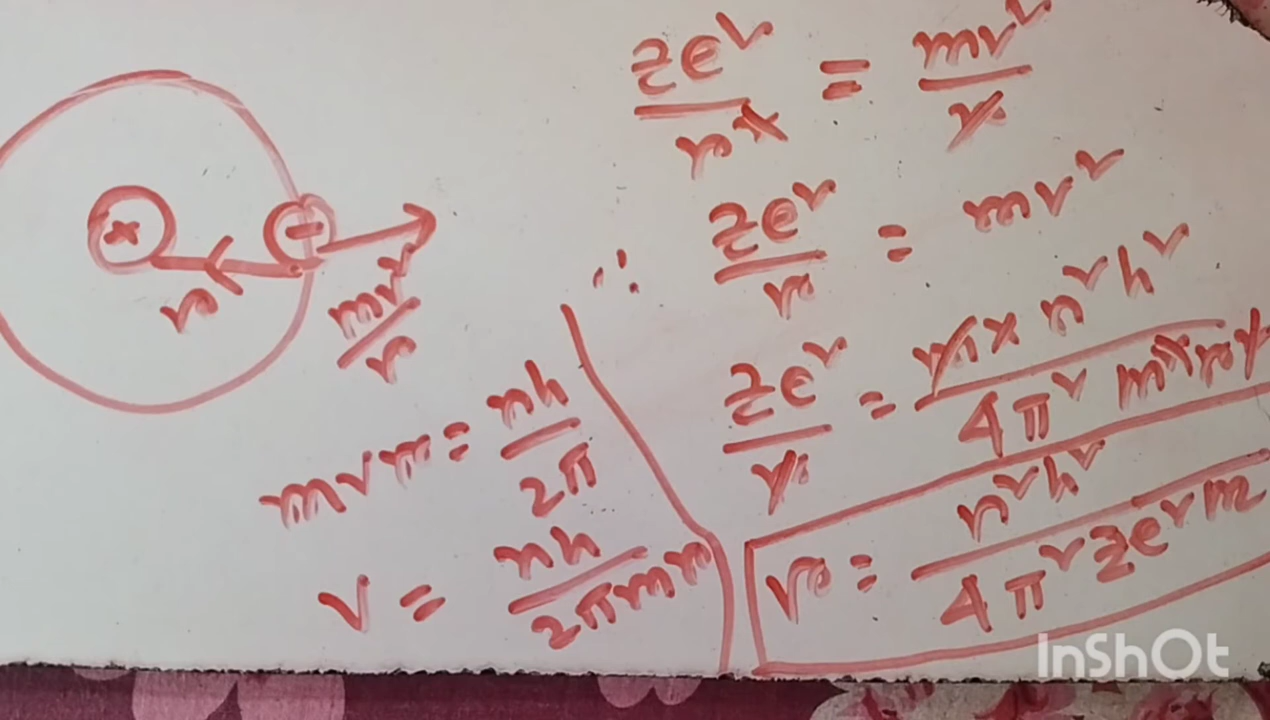 Ze²/r² = mv²/r
∴ Ze²/r = mv²
Ze²/r = m × n²h²/4π²m²r²
r = n²h²/4π²Ze²m
+
−
r
mv²/r
mvr = nh/2π
v = nh/2πmr
InShOt